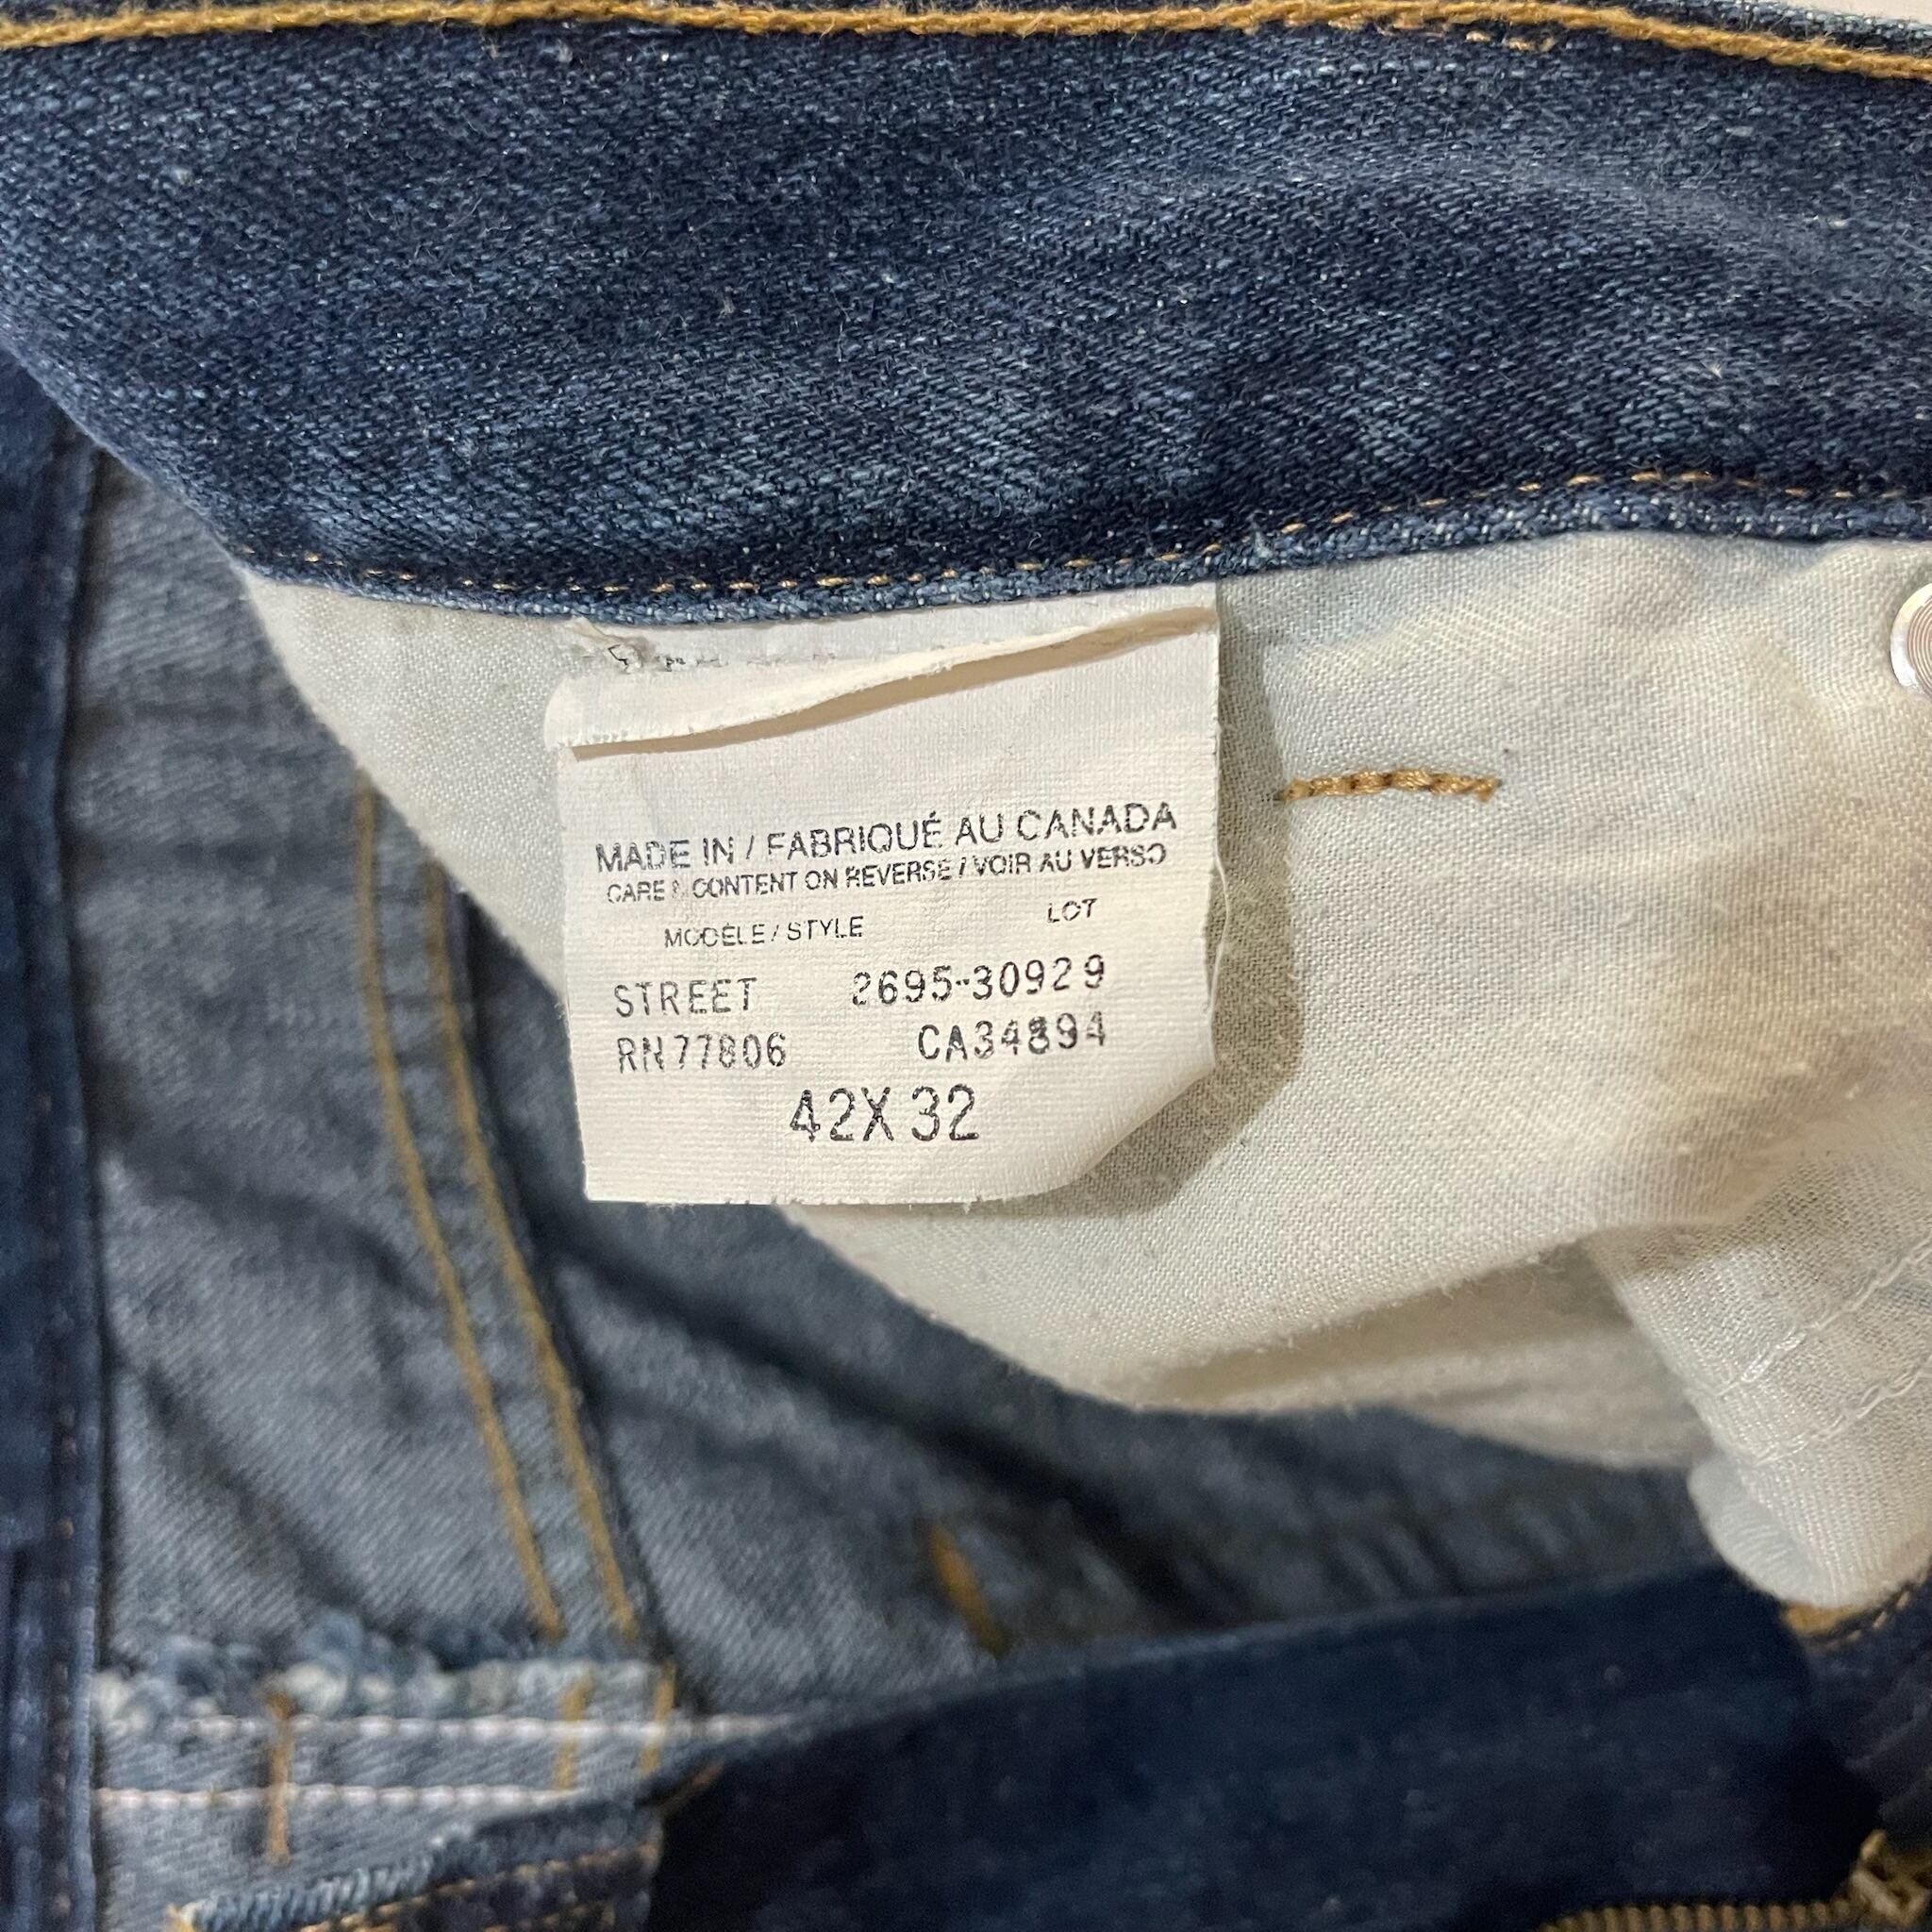 MADE IN / FABRIQUÉ AU CANADA
CARE & CONTENT ON REVERSE / VOIR AU VERSO
MODÈLE / STYLE LOT
STREET 2695-30929
RN77806 CA34894
42X32